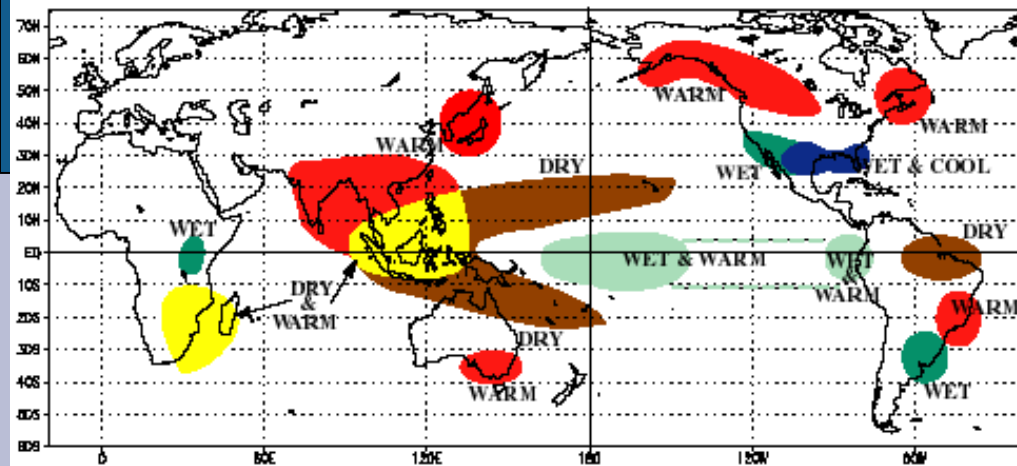 70N
60N
50N
40N
30N
20N
10N
EQ
10S
20S
30S
40S
50S
60S
0
60E
120E
180
120W
60W
WARM
WARM
WARM
DRY
WET
WET & COOL
WET
DRY
WET & WARM
WET
&
WARM
DRY
&
WARM
WARM
DRY
WARM
WET